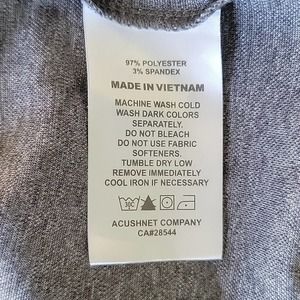 97% POLYESTER
3% SPANDEX
MADE IN VIETNAM
MACHINE WASH COLD
WASH DARK COLORS
SEPARATELY.
DO NOT BLEACH
DO NOT USE FABRIC
SOFTENERS.
TUMBLE DRY LOW
REMOVE IMMEDIATELY
COOL IRON IF NECESSARY
ACUSHNET COMPANY
CA#28544